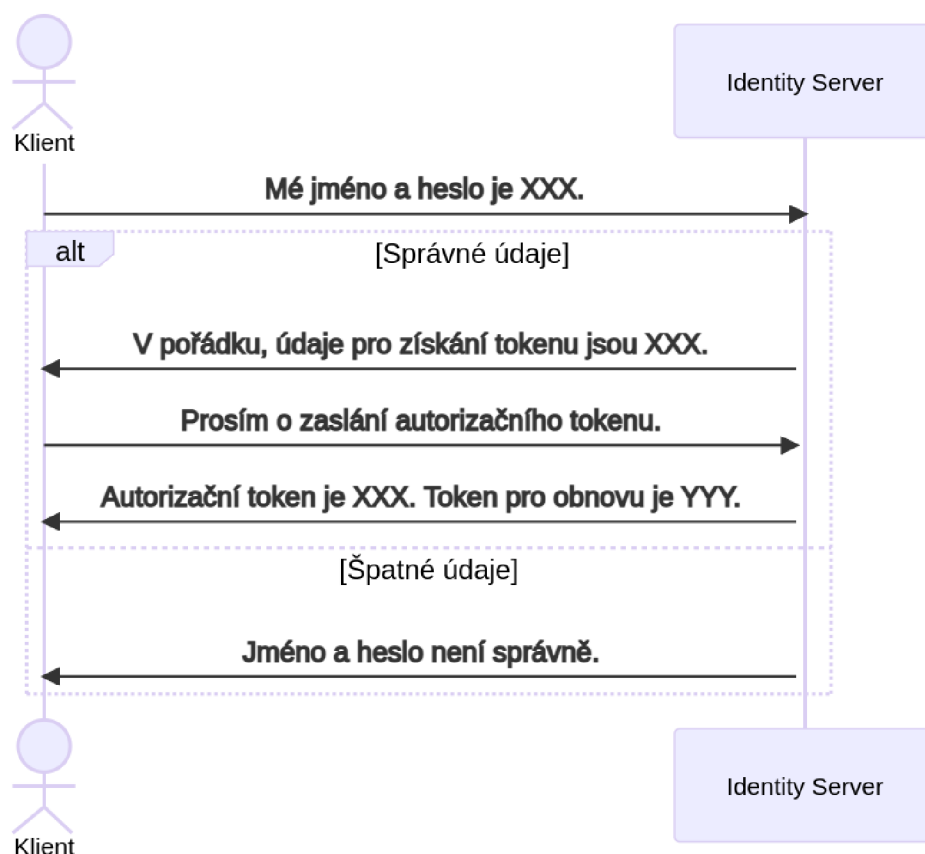 Klient
Identity Server
Mé jméno a heslo je XXX.
alt
[Správné údaje]
V pořádku, údaje pro získání tokenu jsou XXX.
Prosím o zaslání autorizačního tokenu.
Autorizační token je XXX. Token pro obnovu je YYY.
[Špatné údaje]
Jméno a heslo není správně.
Identity Server
Klient